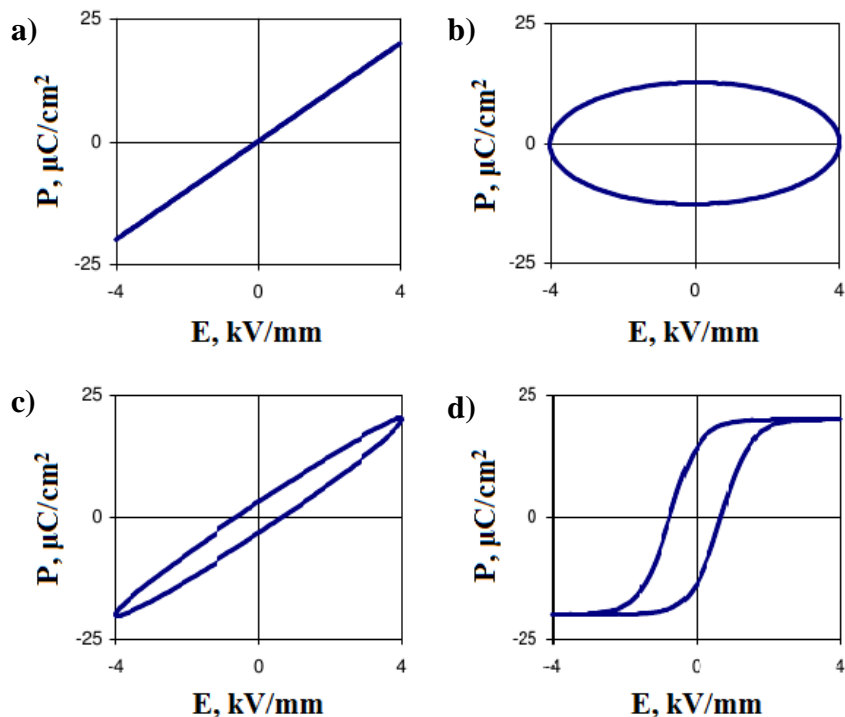 a)
25
0
-25
P, µC/cm²
-4
0
4
E, kV/mm
b)
25
0
-25
P, µC/cm²
-4
0
4
E, kV/mm
c)
25
0
-25
P, µC/cm²
-4
0
4
E, kV/mm
d)
25
0
-25
P, µC/cm²
-4
0
4
E, kV/mm